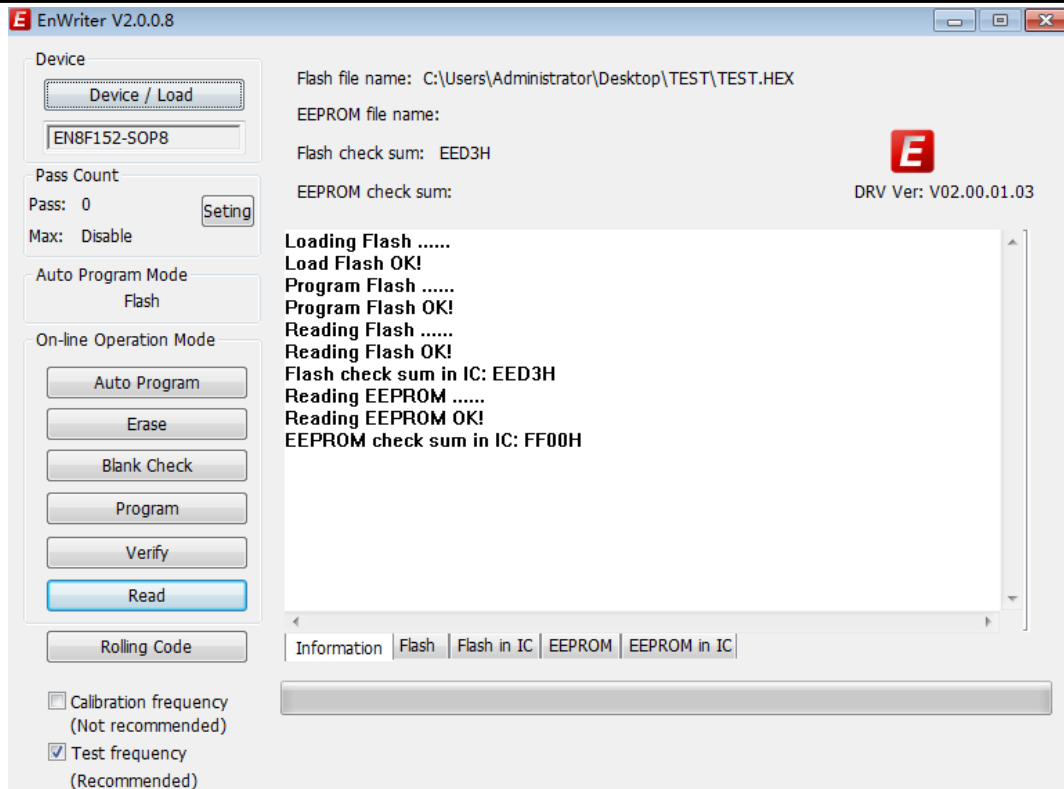 EnWriter V2.0.0.8
Device
Device / Load
EN8F152-SOP8
Pass Count
Pass: 0
Seting
Max: Disable
Auto Program Mode
Flash
On-line Operation Mode
Auto Program
Erase
Blank Check
Program
Verify
Read
Rolling Code
Calibration frequency
(Not recommended)
Test frequency
(Recommended)
Flash file name: C:\Users\Administrator\Desktop\TEST\TEST.HEX
EEPROM file name:
Flash check sum: EED3H
EEPROM check sum:
E
DRV Ver: V02.00.01.03
Loading Flash ......
Load Flash OK!
Program Flash ......
Program Flash OK!
Reading Flash ......
Reading Flash OK!
Flash check sum in IC: EED3H
Reading EEPROM ......
Reading EEPROM OK!
EEPROM check sum in IC: FF00H
Information Flash Flash in IC EEPROM EEPROM in IC